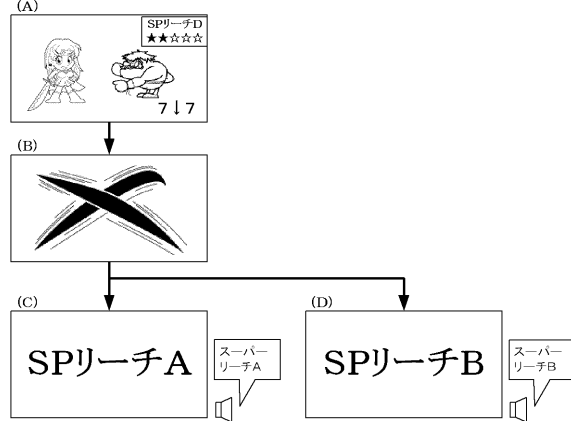 (A)
SPリーチD
★★☆☆☆
7↓7
(B)
(C)
(D)
SPリーチA
スーパー
リーチA
SPリーチB
スーパー
リーチB